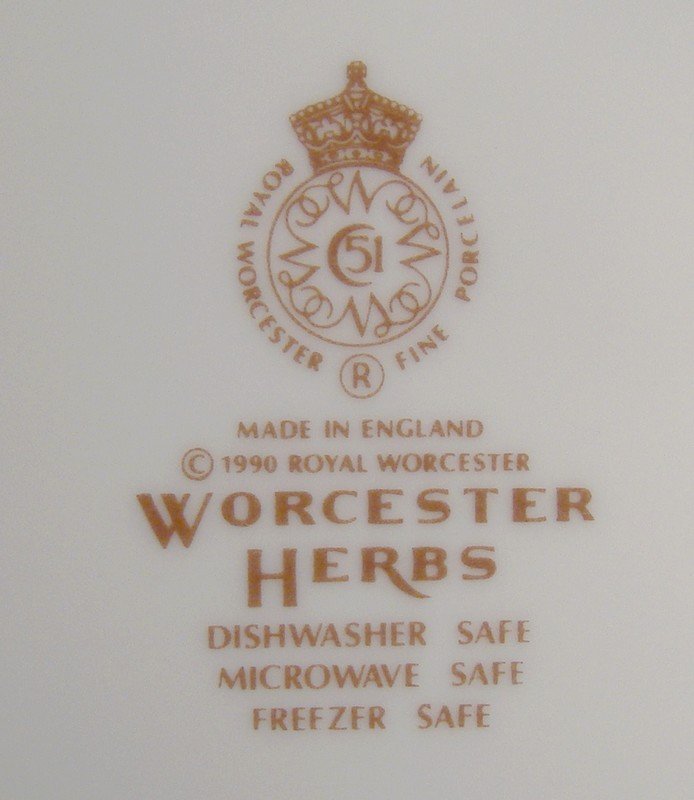 ROYAL WORCESTER FINE PORCELAIN
51
R
MADE IN ENGLAND
© 1990 ROYAL WORCESTER
WORCESTER
HERBS
DISHWASHER SAFE
MICROWAVE SAFE
FREEZER SAFE